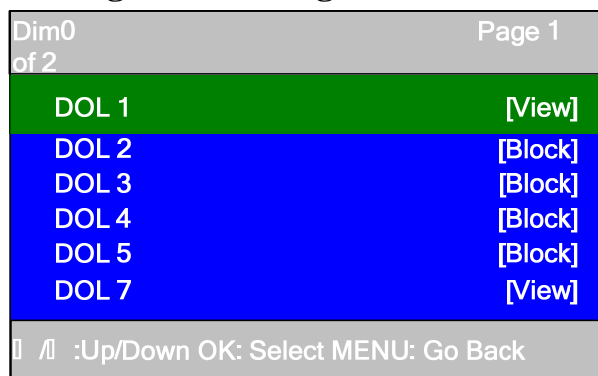 Dim0 Page 1
of 2
DOL 1 [View]
DOL 2 [Block]
DOL 3 [Block]
DOL 4 [Block]
DOL 5 [Block]
DOL 7 [View]
/ :Up/Down OK: Select MENU: Go Back